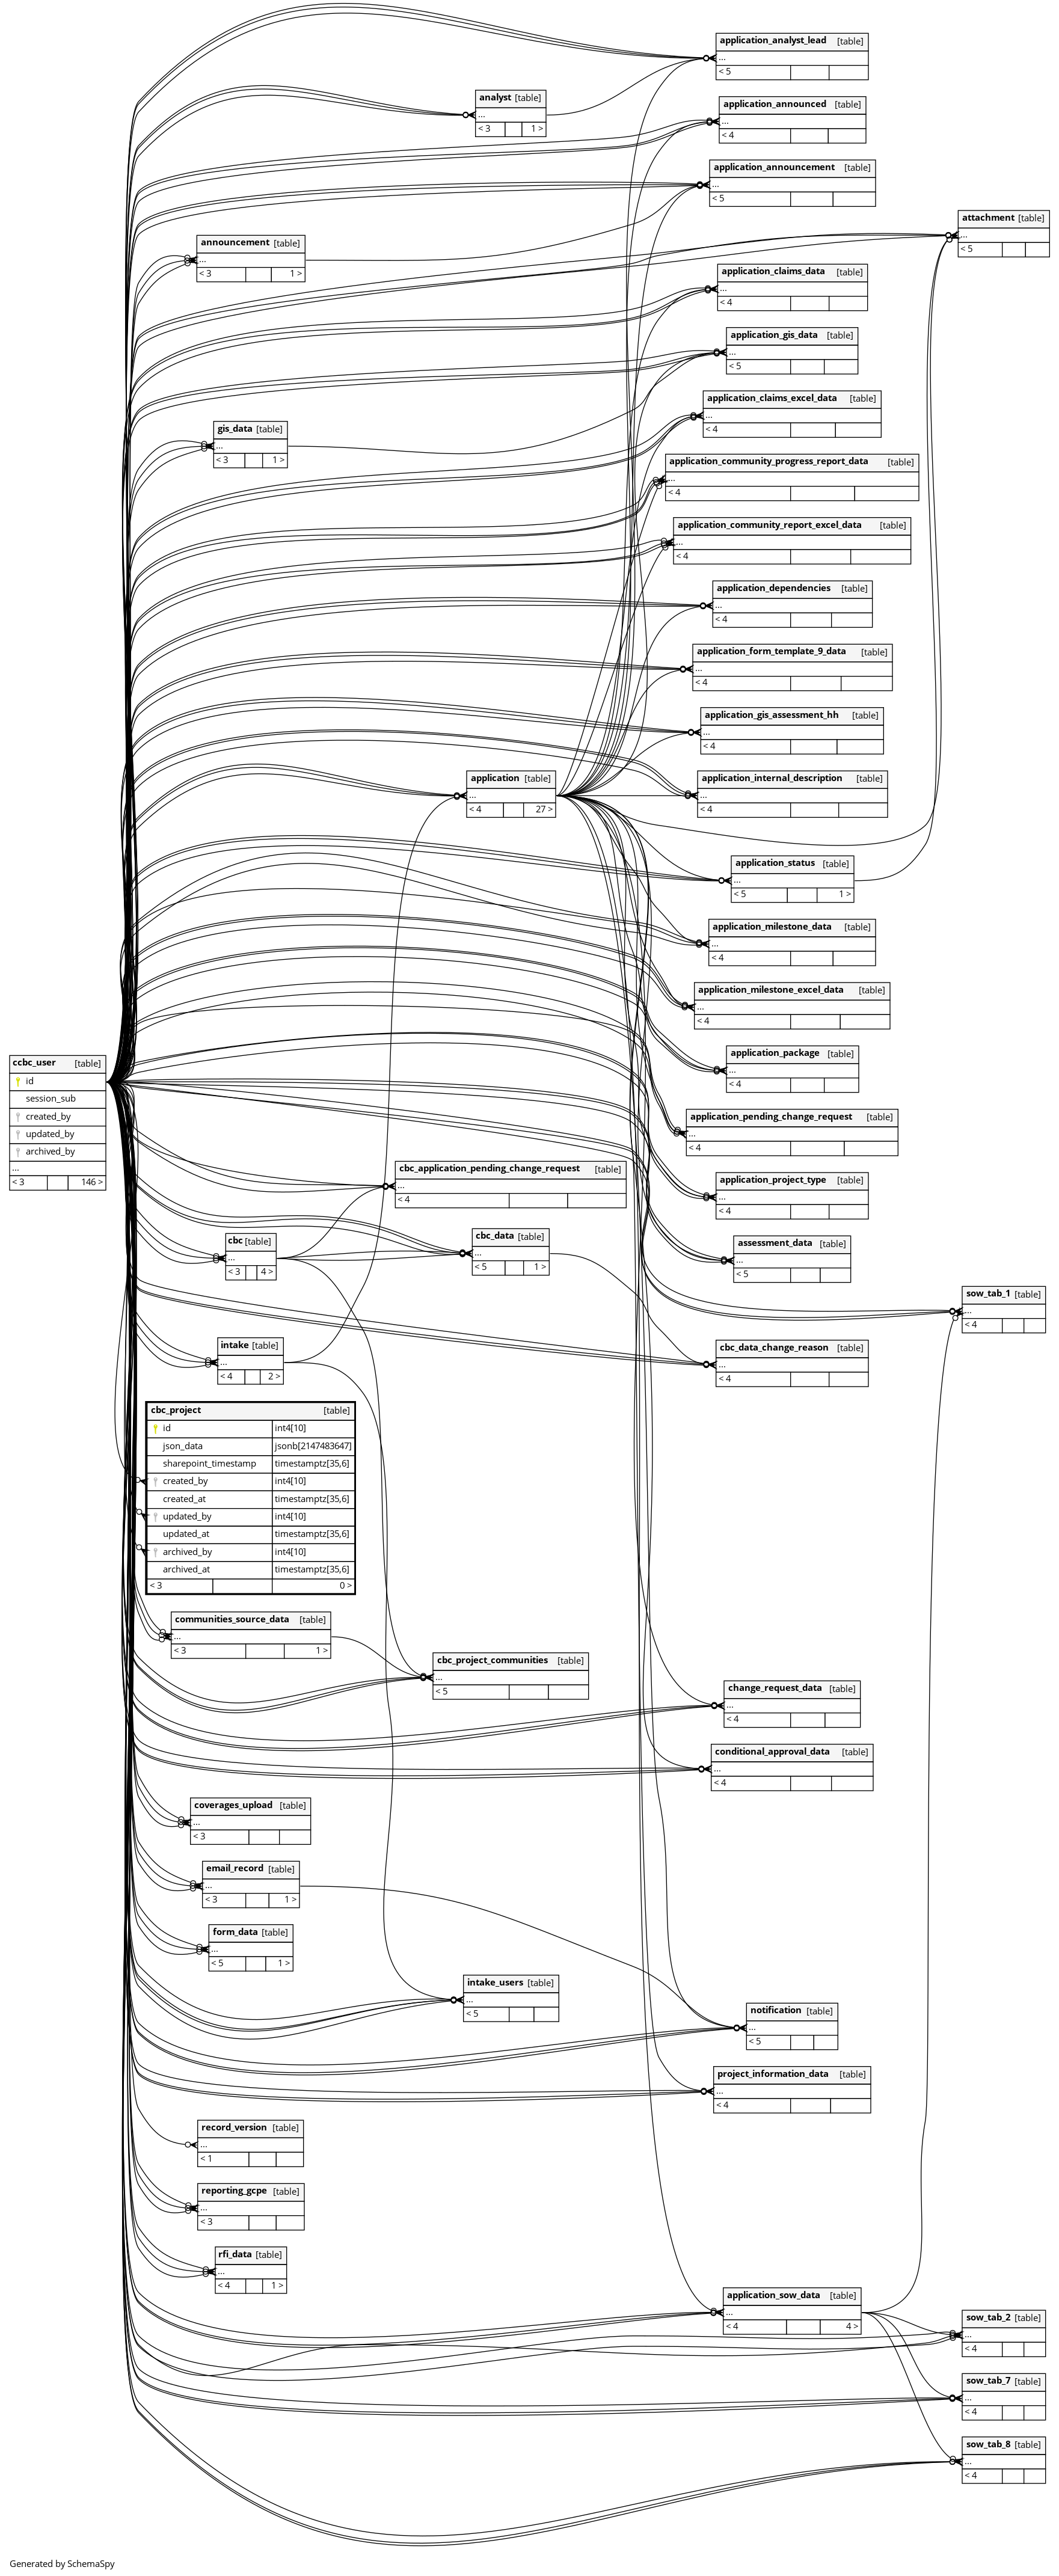 application_analyst_lead [table]
...
< 5
analyst [table]
...
< 3 1 >
application_announced [table]
...
< 4
application_announcement [table]
...
< 5
attachment [table]
...
< 5
announcement [table]
...
< 3 1 >
application_claims_data [table]
...
< 4
application_gis_data [table]
...
< 5
application_claims_excel_data [table]
...
< 4
gis_data [table]
...
< 3 1 >
application_community_progress_report_data [table]
...
< 4
application_community_report_excel_data [table]
...
< 4
application_dependencies [table]
...
< 4
application_form_template_9_data [table]
...
< 4
application_gis_assessment_hh [table]
...
< 4
application [table]
...
< 4 27 >
application_internal_description [table]
...
< 4
application_status [table]
...
< 5 1 >
application_milestone_data [table]
...
< 4
application_milestone_excel_data [table]
...
< 4
application_package [table]
...
< 4
ccbc_user [table]
id
session_sub
created_by
updated_by
archived_by
...
< 3 146 >
application_pending_change_request [table]
...
< 4
cbc_application_pending_change_request [table]
...
< 4
application_project_type [table]
...
< 4
cbc [table]
...
< 3 4 >
cbc_data [table]
...
< 5 1 >
assessment_data [table]
...
< 5
sow_tab_1 [table]
...
< 4
intake [table]
...
< 4 2 >
cbc_data_change_reason [table]
...
< 4
cbc_project [table]
id int4[10]
json_data jsonb[2147483647]
sharepoint_timestamp timestamptz[35,6]
created_by int4[10]
created_at timestamptz[35,6]
updated_by int4[10]
updated_at timestamptz[35,6]
archived_by int4[10]
archived_at timestamptz[35,6]
< 3 0 >
communities_source_data [table]
...
< 3 1 >
cbc_project_communities [table]
...
< 5
change_request_data [table]
...
< 4
conditional_approval_data [table]
...
< 4
coverages_upload [table]
...
< 3
email_record [table]
...
< 3 1 >
form_data [table]
...
< 5 1 >
intake_users [table]
...
< 5
notification [table]
...
< 5
project_information_data [table]
...
< 4
record_version [table]
...
< 1
reporting_gcpe [table]
...
< 3
rfi_data [table]
...
< 4 1 >
application_sow_data [table]
...
< 4 4 >
sow_tab_2 [table]
...
< 4
sow_tab_7 [table]
...
< 4
sow_tab_8 [table]
...
< 4
Generated by SchemaSpy